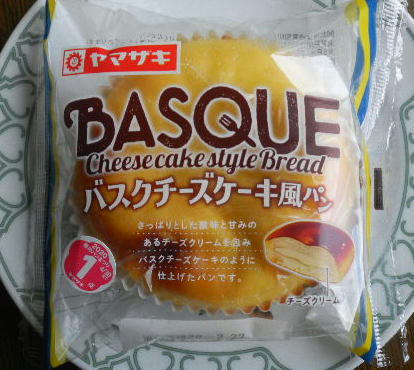 ヤマザキ
BASQUE
Cheese cake style Bread
バスクチーズケーキ風パン
さっぱりとした酸味と甘みの
あるチーズクリームを包み
バスクチーズケーキのように
仕上げたパンです。
チーズクリーム
2020
1
点